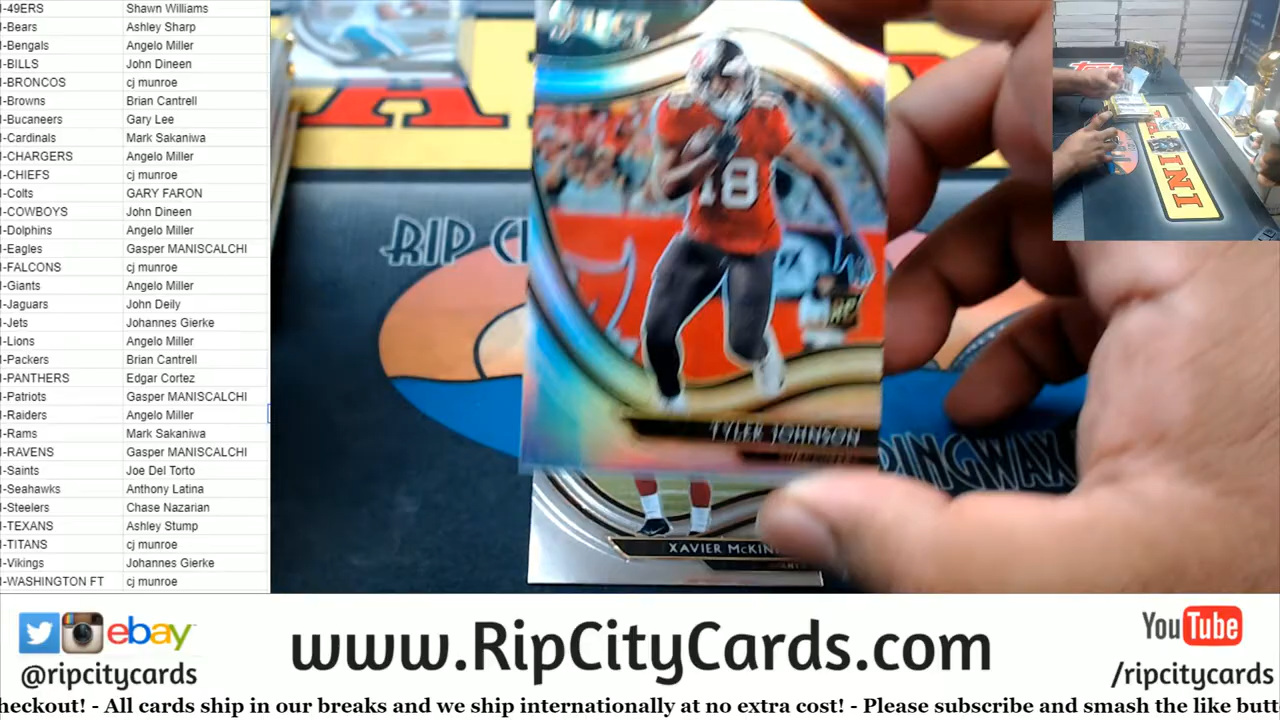 I-49ERS Shawn Williams
I-Bears Ashley Sharp
I-Bengals Angelo Miller
I-BILLS John Dineen
I-BRONCOS cj munroe
I-Browns Brian Cantrell
I-Bucaneers Gary Lee
I-Cardinals Mark Sakaniwa
I-CHARGERS Angelo Miller
I-CHIEFS cj munroe
I-Colts GARY FARON
I-COWBOYS John Dineen
I-Dolphins Angelo Miller
I-Eagles Gasper MANISCALCHI
I-FALCONS cj munroe
I-Giants Angelo Miller
I-Jaguars John Deily
I-Jets Johannes Gierke
I-Lions Angelo Miller
I-Packers Brian Cantrell
I-PANTHERS Edgar Cortez
I-Patriots Gasper MANISCALCHI
I-Raiders Angelo Miller
I-Rams Mark Sakaniwa
I-RAVENS Gasper MANISCALCHI
I-Saints Joe Del Torto
I-Seahawks Anthony Latina
I-Steelers Chase Nazarian
I-TEXANS Ashley Stump
I-TITANS cj munroe
I-Vikings Johannes Gierke
I-WASHINGTON FT cj munroe
RIP CI
18
RC
TYLER JOHNSON
XAVIER McKIN
RINGWAX
INI
ebay
@ripcitycards
www.RipCityCards.com
YouTube
/ripcitycards
heckout! - All cards ship in our breaks and we ship internationally at no extra cost! - Please subscribe and smash the like butt